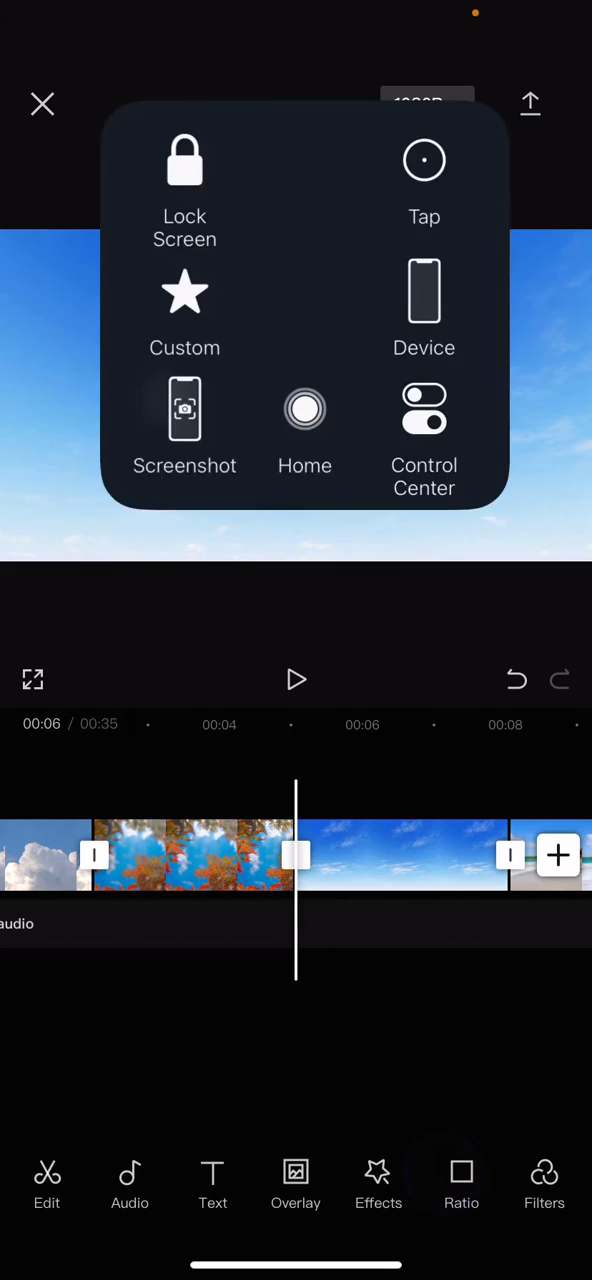 Lock
Screen
Tap
Custom
Device
Screenshot
Home
Control
Center
00:06 / 00:35
00:04
00:06
00:08
audio
Edit
Audio
Text
Overlay
Effects
Ratio
Filters